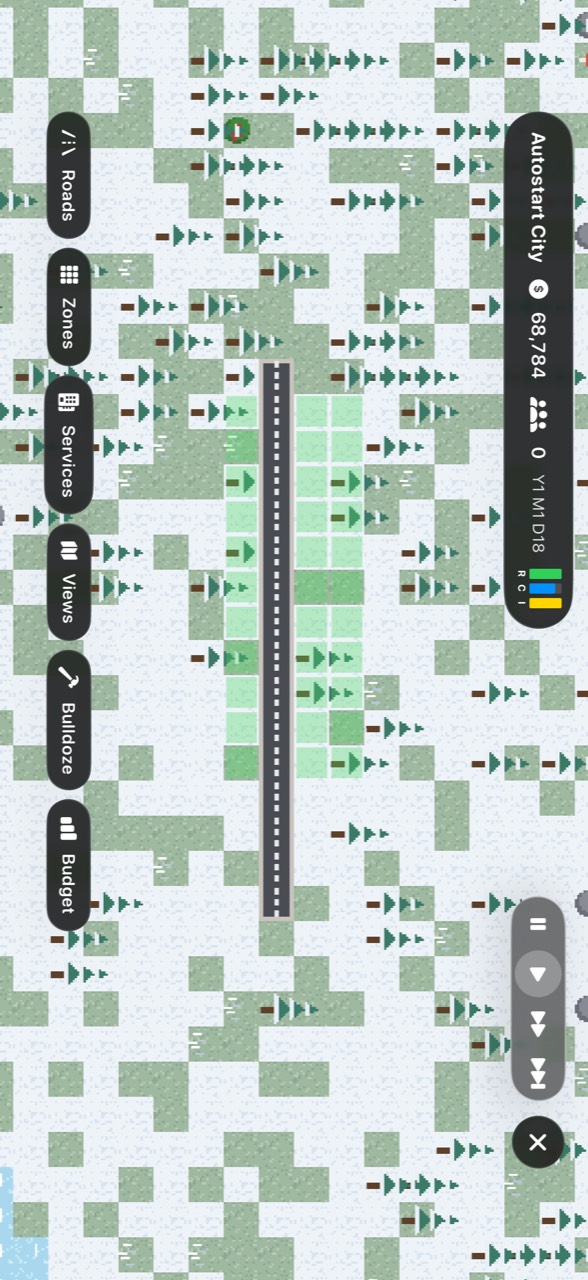 Autostart City $ 68,784 0 Y1 M1 D18
R C I
Roads Zones Services Views Bulldoze Budget